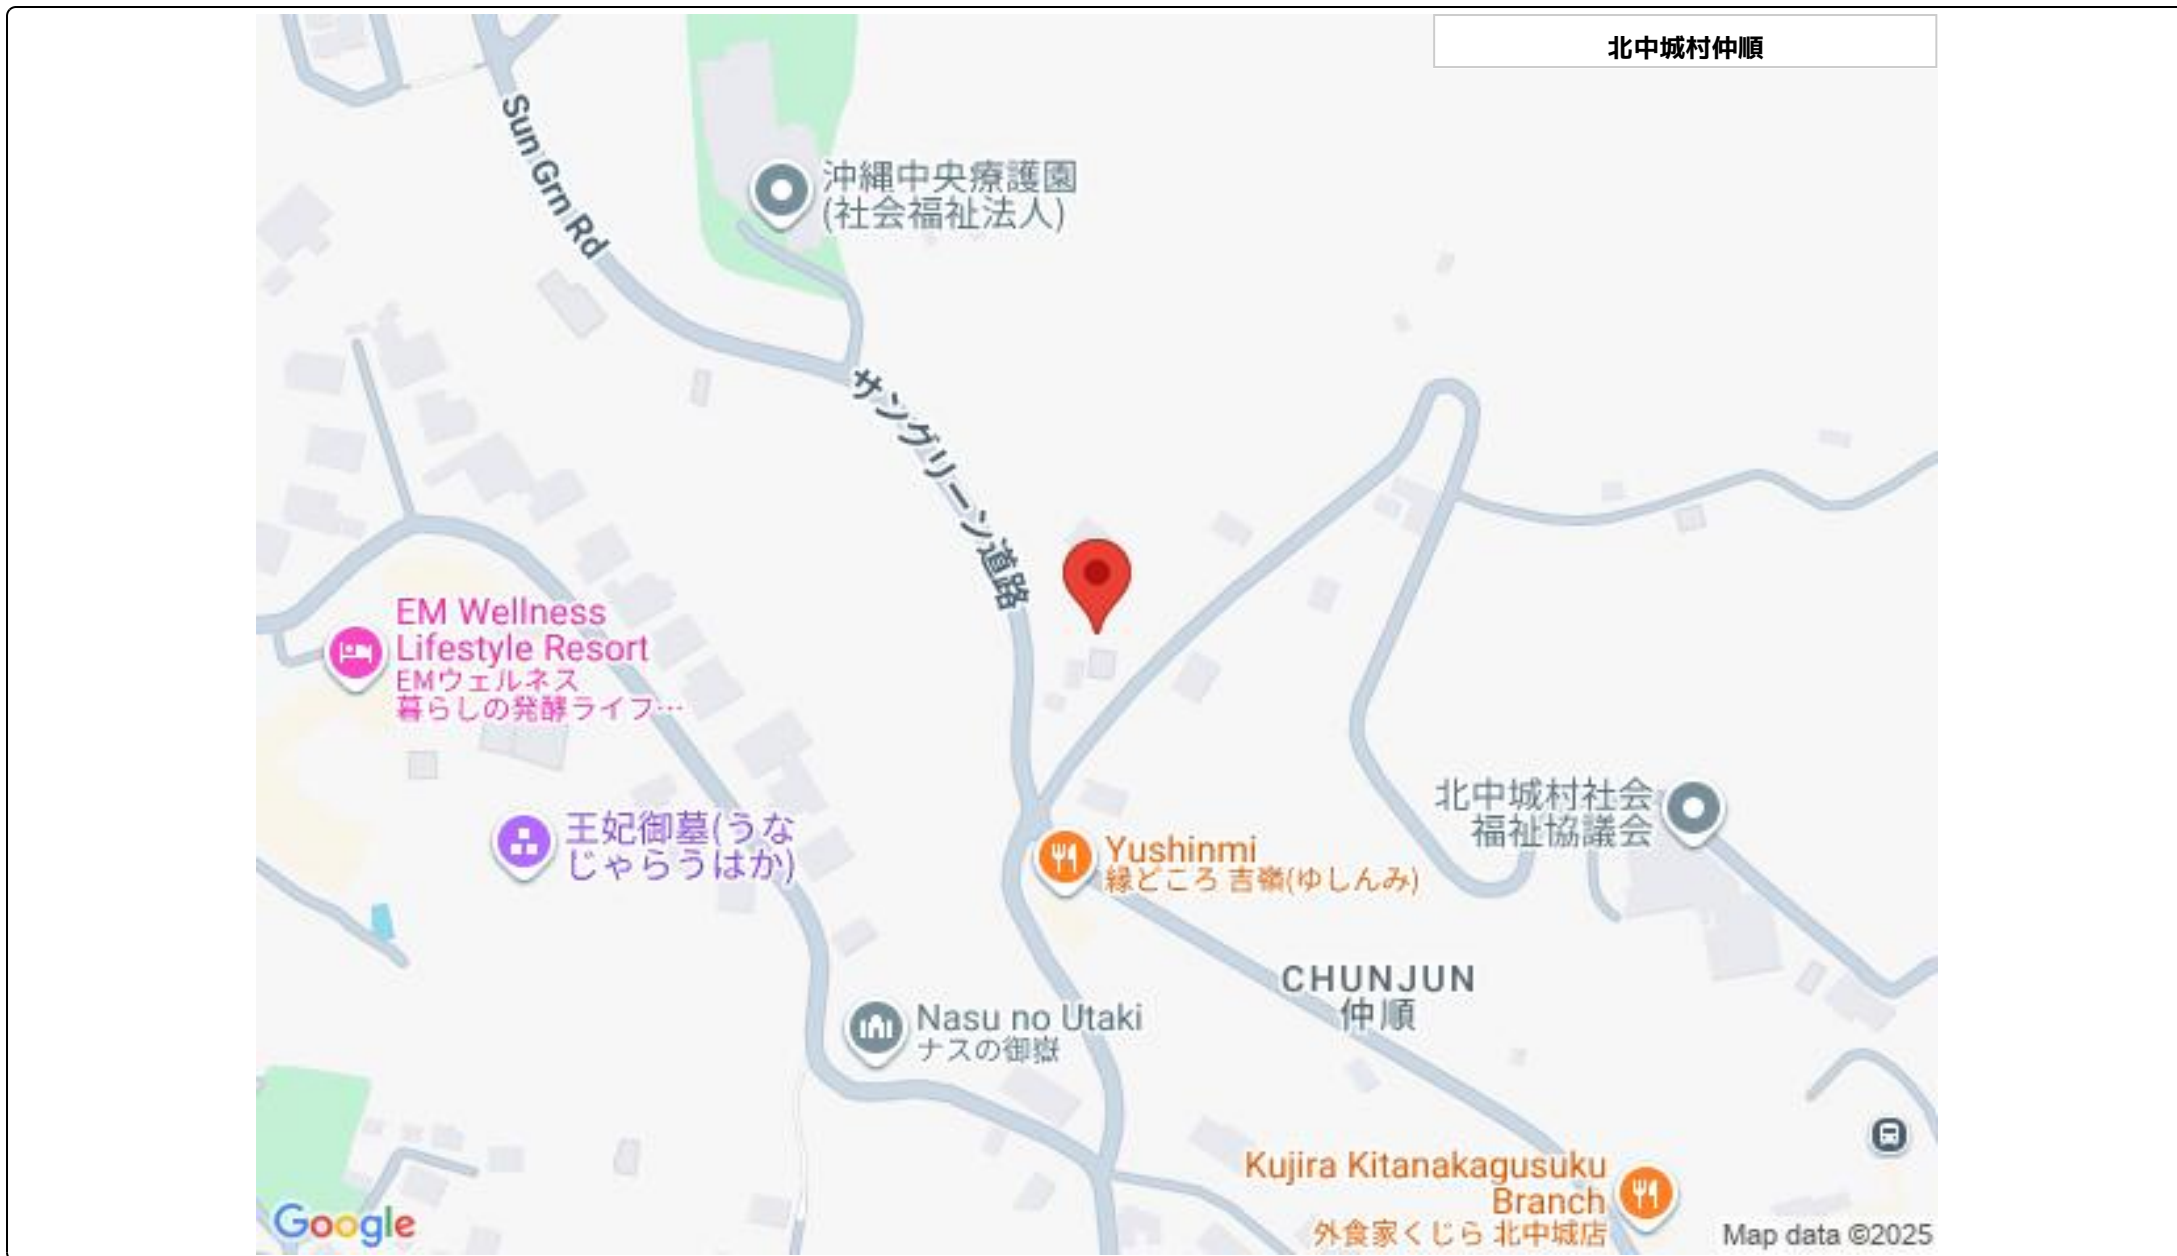 北中城村仲順
Sun Grn Rd
沖縄中央療護園
(社会福祉法人)
サングリーン道路
EM Wellness
Lifestyle Resort
EMウェルネス
暮らしの発酵ライフ…
北中城村社会
福祉協議会
王妃御墓(うな
じゃらうはか)
Yushinmi
縁どころ 吉嶺(ゆしんみ)
CHUNJUN
仲順
Nasu no Utaki
ナスの御嶽
Kujira Kitanakagusuku
Branch
外食家くじら 北中城店
Google
Map data ©2025